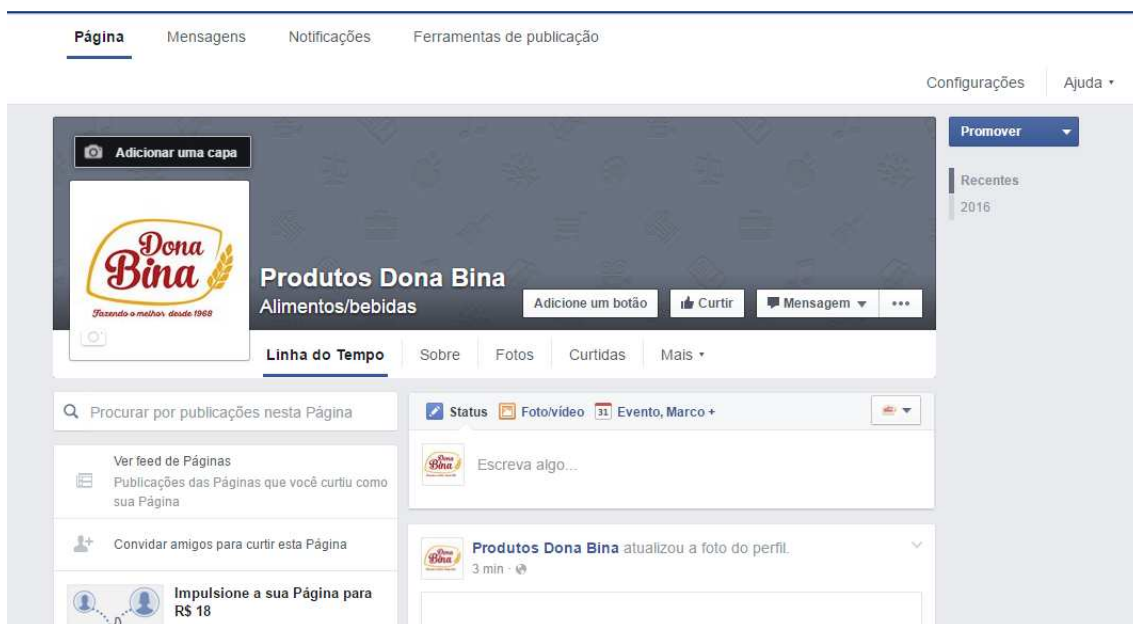 Página Mensagens Notificações Ferramentas de publicação
Configurações Ajuda
Adicionar uma capa
Promover
Recentes
2016
Dona
Bina
Fazendo o melhor desde 1968
Produtos Dona Bina
Alimentos/bebidas
Adicione um botão Curtir Mensagem
Linha do Tempo Sobre Fotos Curtidas Mais
Procurar por publicações nesta Página
Status Foto/vídeo 31 Evento, Marco +
Dona
Bina
Escreva algo...
Ver feed de Páginas
Publicações das Páginas que você curtiu como
sua Página
Convidar amigos para curtir esta Página
Dona
Bina
Produtos Dona Bina atualizou a foto do perfil.
3 min ·
Impulsione a sua Página para
R$ 18